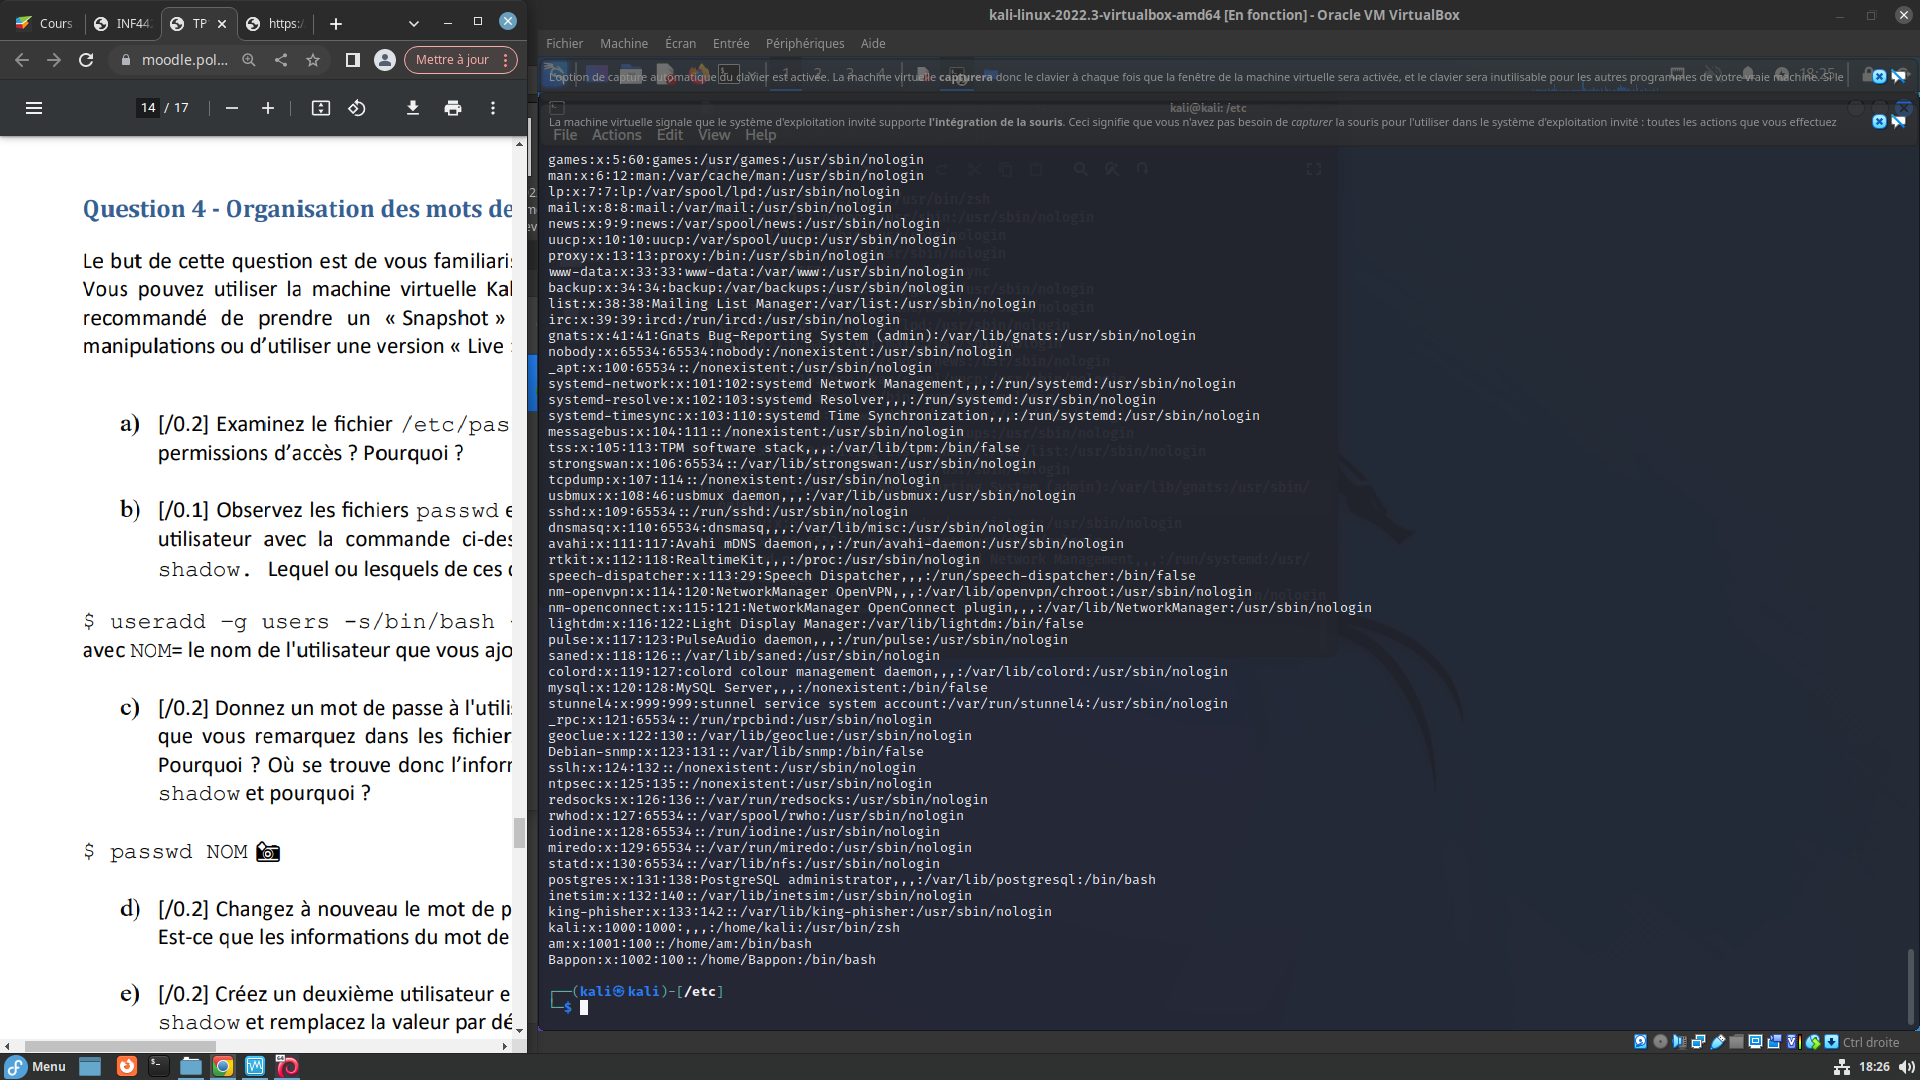 Cours
INF44
TP
https:/
moodle.pol...
Mettre à jour
14 / 17
Question 4 - Organisation des mots de
Le but de cette question est de vous familiaris
Vous pouvez utiliser la machine virtuelle Kal
recommandé de prendre un « Snapshot »
manipulations ou d'utiliser une version « Live
a) [/0.2] Examinez le fichier /etc/pas
permissions d'accès ? Pourquoi ?
b) [/0.1] Observez les fichiers passwd e
utilisateur avec la commande ci-des
shadow. Lequel ou lesquels de ces d
$ useradd –g users -s/bin/bash -
avec NOM= le nom de l'utilisateur que vous ajo
c) [/0.2] Donnez un mot de passe à l'utili
que vous remarquez dans les fichier
Pourquoi ? Où se trouve donc l'inform
shadow et pourquoi ?
$ passwd NOM
d) [/0.2] Changez à nouveau le mot de p
Est-ce que les informations du mot de
e) [/0.2] Créez un deuxième utilisateur e
shadow et remplacez la valeur par dé
kali-linux-2022.3-virtualbox-amd64 [En fonction] - Oracle VM VirtualBox
Fichier Machine Écran Entrée Périphériques Aide
L'option de capture automatique du clavier est activée. La machine virtuelle capturera donc le clavier à chaque fois que la fenêtre de la machine virtuelle sera activée, et le clavier sera inutilisable pour les autres programmes de votre vraie machine. Si le
kali@kali: /etc
La machine virtuelle signale que le système d'exploitation invité supporte l'intégration de la souris. Ceci signifie que vous n'avez pas besoin de capturer la souris pour l'utiliser dans le système d'exploitation invité : toutes les actions que vous effectuez
File Actions Edit View Help
games:x:5:60:games:/usr/games:/usr/sbin/nologin
man:x:6:12:man:/var/cache/man:/usr/sbin/nologin
lp:x:7:7:lp:/var/spool/lpd:/usr/sbin/nologin
mail:x:8:8:mail:/var/mail:/usr/sbin/nologin
news:x:9:9:news:/var/spool/news:/usr/sbin/nologin
uucp:x:10:10:uucp:/var/spool/uucp:/usr/sbin/nologin
proxy:x:13:13:proxy:/bin:/usr/sbin/nologin
www-data:x:33:33:www-data:/var/www:/usr/sbin/nologin
backup:x:34:34:backup:/var/backups:/usr/sbin/nologin
list:x:38:38:Mailing List Manager:/var/list:/usr/sbin/nologin
irc:x:39:39:ircd:/run/ircd:/usr/sbin/nologin
gnats:x:41:41:Gnats Bug-Reporting System (admin):/var/lib/gnats:/usr/sbin/nologin
nobody:x:65534:65534:nobody:/nonexistent:/usr/sbin/nologin
_apt:x:100:65534::/nonexistent:/usr/sbin/nologin
systemd-network:x:101:102:systemd Network Management,,,:/run/systemd:/usr/sbin/nologin
systemd-resolve:x:102:103:systemd Resolver,,,:/run/systemd:/usr/sbin/nologin
systemd-timesync:x:103:110:systemd Time Synchronization,,,:/run/systemd:/usr/sbin/nologin
messagebus:x:104:111::/nonexistent:/usr/sbin/nologin
tss:x:105:113:TPM software stack,,,:/var/lib/tpm:/bin/false
strongswan:x:106:65534::/var/lib/strongswan:/usr/sbin/nologin
tcpdump:x:107:114::/nonexistent:/usr/sbin/nologin
usbmux:x:108:46:usbmux daemon,,,:/var/lib/usbmux:/usr/sbin/nologin
sshd:x:109:65534::/run/sshd:/usr/sbin/nologin
dnsmasq:x:110:65534:dnsmasq,,,:/var/lib/misc:/usr/sbin/nologin
avahi:x:111:117:Avahi mDNS daemon,,,:/run/avahi-daemon:/usr/sbin/nologin
rtkit:x:112:118:RealtimeKit,,,:/proc:/usr/sbin/nologin
speech-dispatcher:x:113:29:Speech Dispatcher,,,:/run/speech-dispatcher:/bin/false
nm-openvpn:x:114:120:NetworkManager OpenVPN,,,:/var/lib/openvpn/chroot:/usr/sbin/nologin
nm-openconnect:x:115:121:NetworkManager OpenConnect plugin,,,:/var/lib/NetworkManager:/usr/sbin/nologin
lightdm:x:116:122:Light Display Manager:/var/lib/lightdm:/bin/false
pulse:x:117:123:PulseAudio daemon,,,:/run/pulse:/usr/sbin/nologin
saned:x:118:126::/var/lib/saned:/usr/sbin/nologin
colord:x:119:127:colord colour management daemon,,,:/var/lib/colord:/usr/sbin/nologin
mysql:x:120:128:MySQL Server,,,:/nonexistent:/bin/false
stunnel4:x:999:999:stunnel service system account:/var/run/stunnel4:/usr/sbin/nologin
_rpc:x:121:65534::/run/rpcbind:/usr/sbin/nologin
geoclue:x:122:130::/var/lib/geoclue:/usr/sbin/nologin
Debian-snmp:x:123:131::/var/lib/snmp:/bin/false
sslh:x:124:132::/nonexistent:/usr/sbin/nologin
ntpsec:x:125:135::/nonexistent:/usr/sbin/nologin
redsocks:x:126:136::/var/run/redsocks:/usr/sbin/nologin
rwhod:x:127:65534::/var/spool/rwho:/usr/sbin/nologin
iodine:x:128:65534::/run/iodine:/usr/sbin/nologin
miredo:x:129:65534::/var/run/miredo:/usr/sbin/nologin
statd:x:130:65534::/var/lib/nfs:/usr/sbin/nologin
postgres:x:131:138:PostgreSQL administrator,,,:/var/lib/postgresql:/bin/bash
inetsim:x:132:140::/var/lib/inetsim:/usr/sbin/nologin
king-phisher:x:133:142::/var/lib/king-phisher:/usr/sbin/nologin
kali:x:1000:1000:,,,:/home/kali:/usr/bin/zsh
am:x:1001:100::/home/am:/bin/bash
Bappon:x:1002:100::/home/Bappon:/bin/bash
(kali㉿kali)-[/etc]
$
Ctrl droite
Menu
18:26